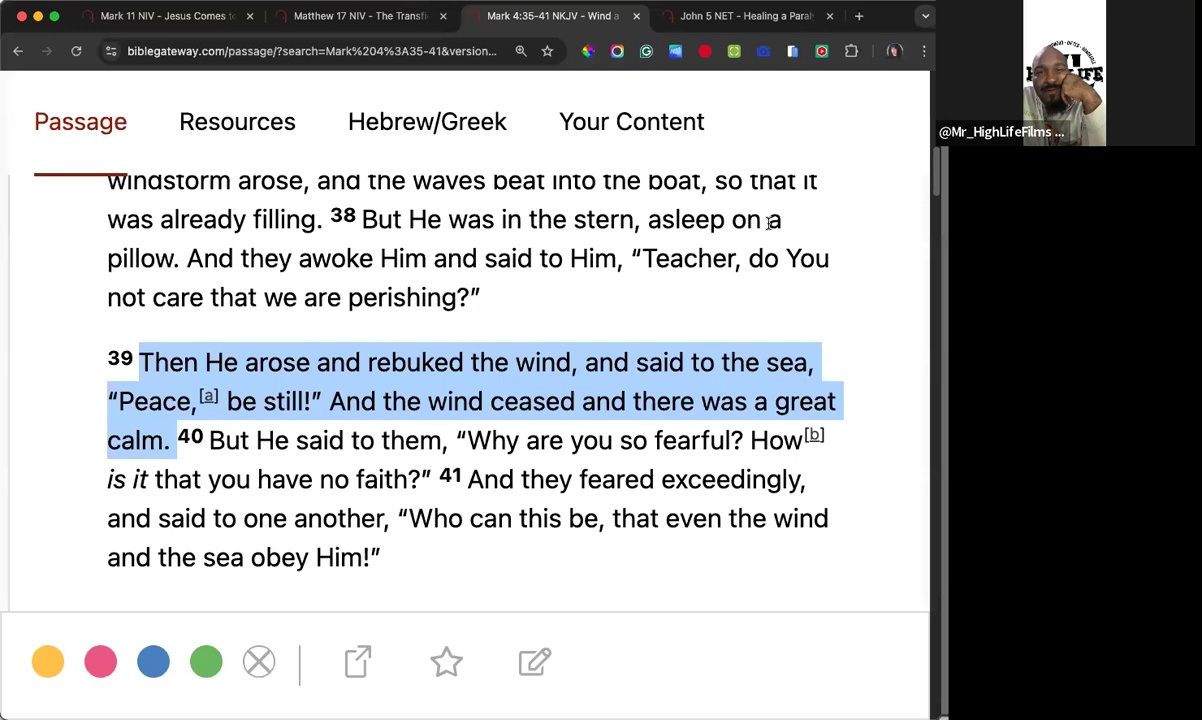 Mark 11 NIV - Jesus Comes to
Matthew 17 NIV - The Transfi
Mark 4:35-41 NKJV - Wind a
John 5 NET - Healing a Paral
biblegateway.com/passage/?search=Mark%204%3A35-41&version...
Passage
Resources
Hebrew/Greek
Your Content
windstorm arose, and the waves beat into the boat, so that it
was already filling. 38 But He was in the stern, asleep on a
pillow. And they awoke Him and said to Him, “Teacher, do You
not care that we are perishing?”
39 Then He arose and rebuked the wind, and said to the sea,
“Peace,[a] be still!” And the wind ceased and there was a great
calm. 40 But He said to them, “Why are you so fearful? How[b]
is it that you have no faith?” 41 And they feared exceedingly,
and said to one another, “Who can this be, that even the wind
and the sea obey Him!”
@Mr_HighLifeFilms ...